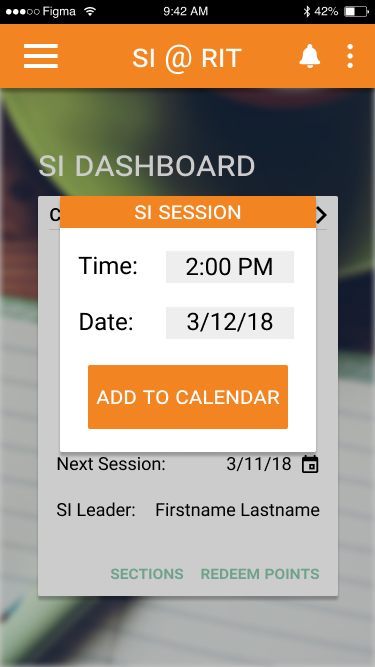 Figma 9:42 AM 42%
SI @ RIT
SI DASHBOARD
SI SESSION
Time: 2:00 PM
Date: 3/12/18
ADD TO CALENDAR
Next Session: 3/11/18
SI Leader: Firstname Lastname
SECTIONS REDEEM POINTS